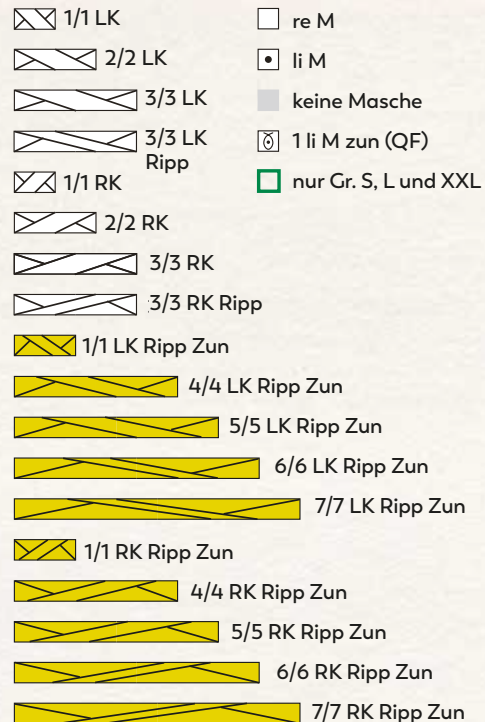 1/1 LK
2/2 LK
3/3 LK
3/3 LK
Ripp
1/1 RK
2/2 RK
3/3 RK
3/3 RK Ripp
1/1 LK Ripp Zun
4/4 LK Ripp Zun
5/5 LK Ripp Zun
6/6 LK Ripp Zun
7/7 LK Ripp Zun
1/1 RK Ripp Zun
4/4 RK Ripp Zun
5/5 RK Ripp Zun
6/6 RK Ripp Zun
7/7 RK Ripp Zun
re M
li M
keine Masche
1 li M zun (QF)
nur Gr. S, L und XXL